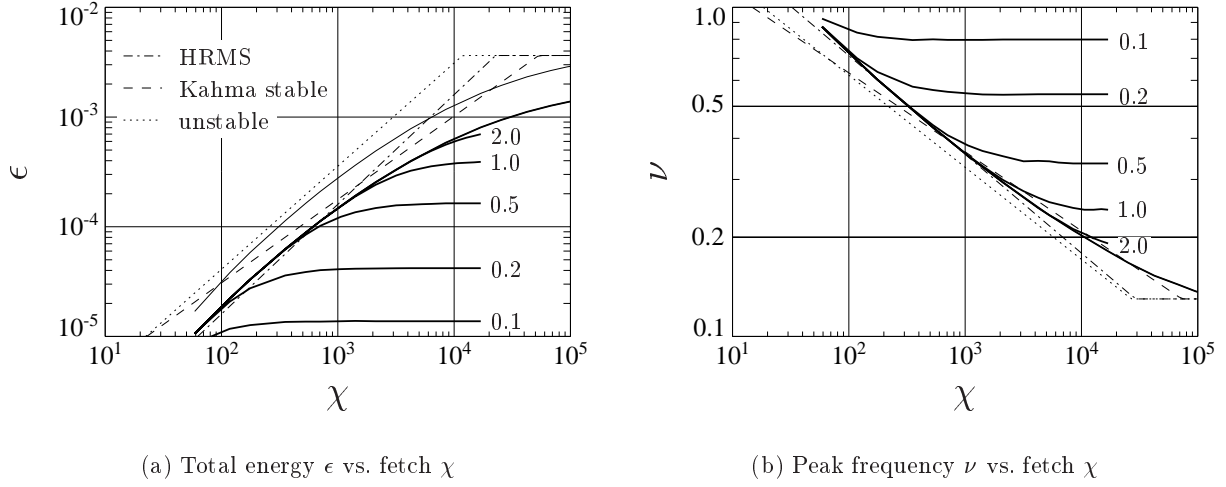 10^-2
10^-3
10^-4
10^-5
ϵ
HRMS
Kahma stable
unstable
2.0
1.0
0.5
0.2
0.1
10^1 10^2 10^3 10^4 10^5
χ
(a) Total energy ϵ vs. fetch χ
1.0
0.5
0.2
0.1
ν
0.1
0.2
0.5
1.0
2.0
10^1 10^2 10^3 10^4 10^5
χ
(b) Peak frequency ν vs. fetch χ